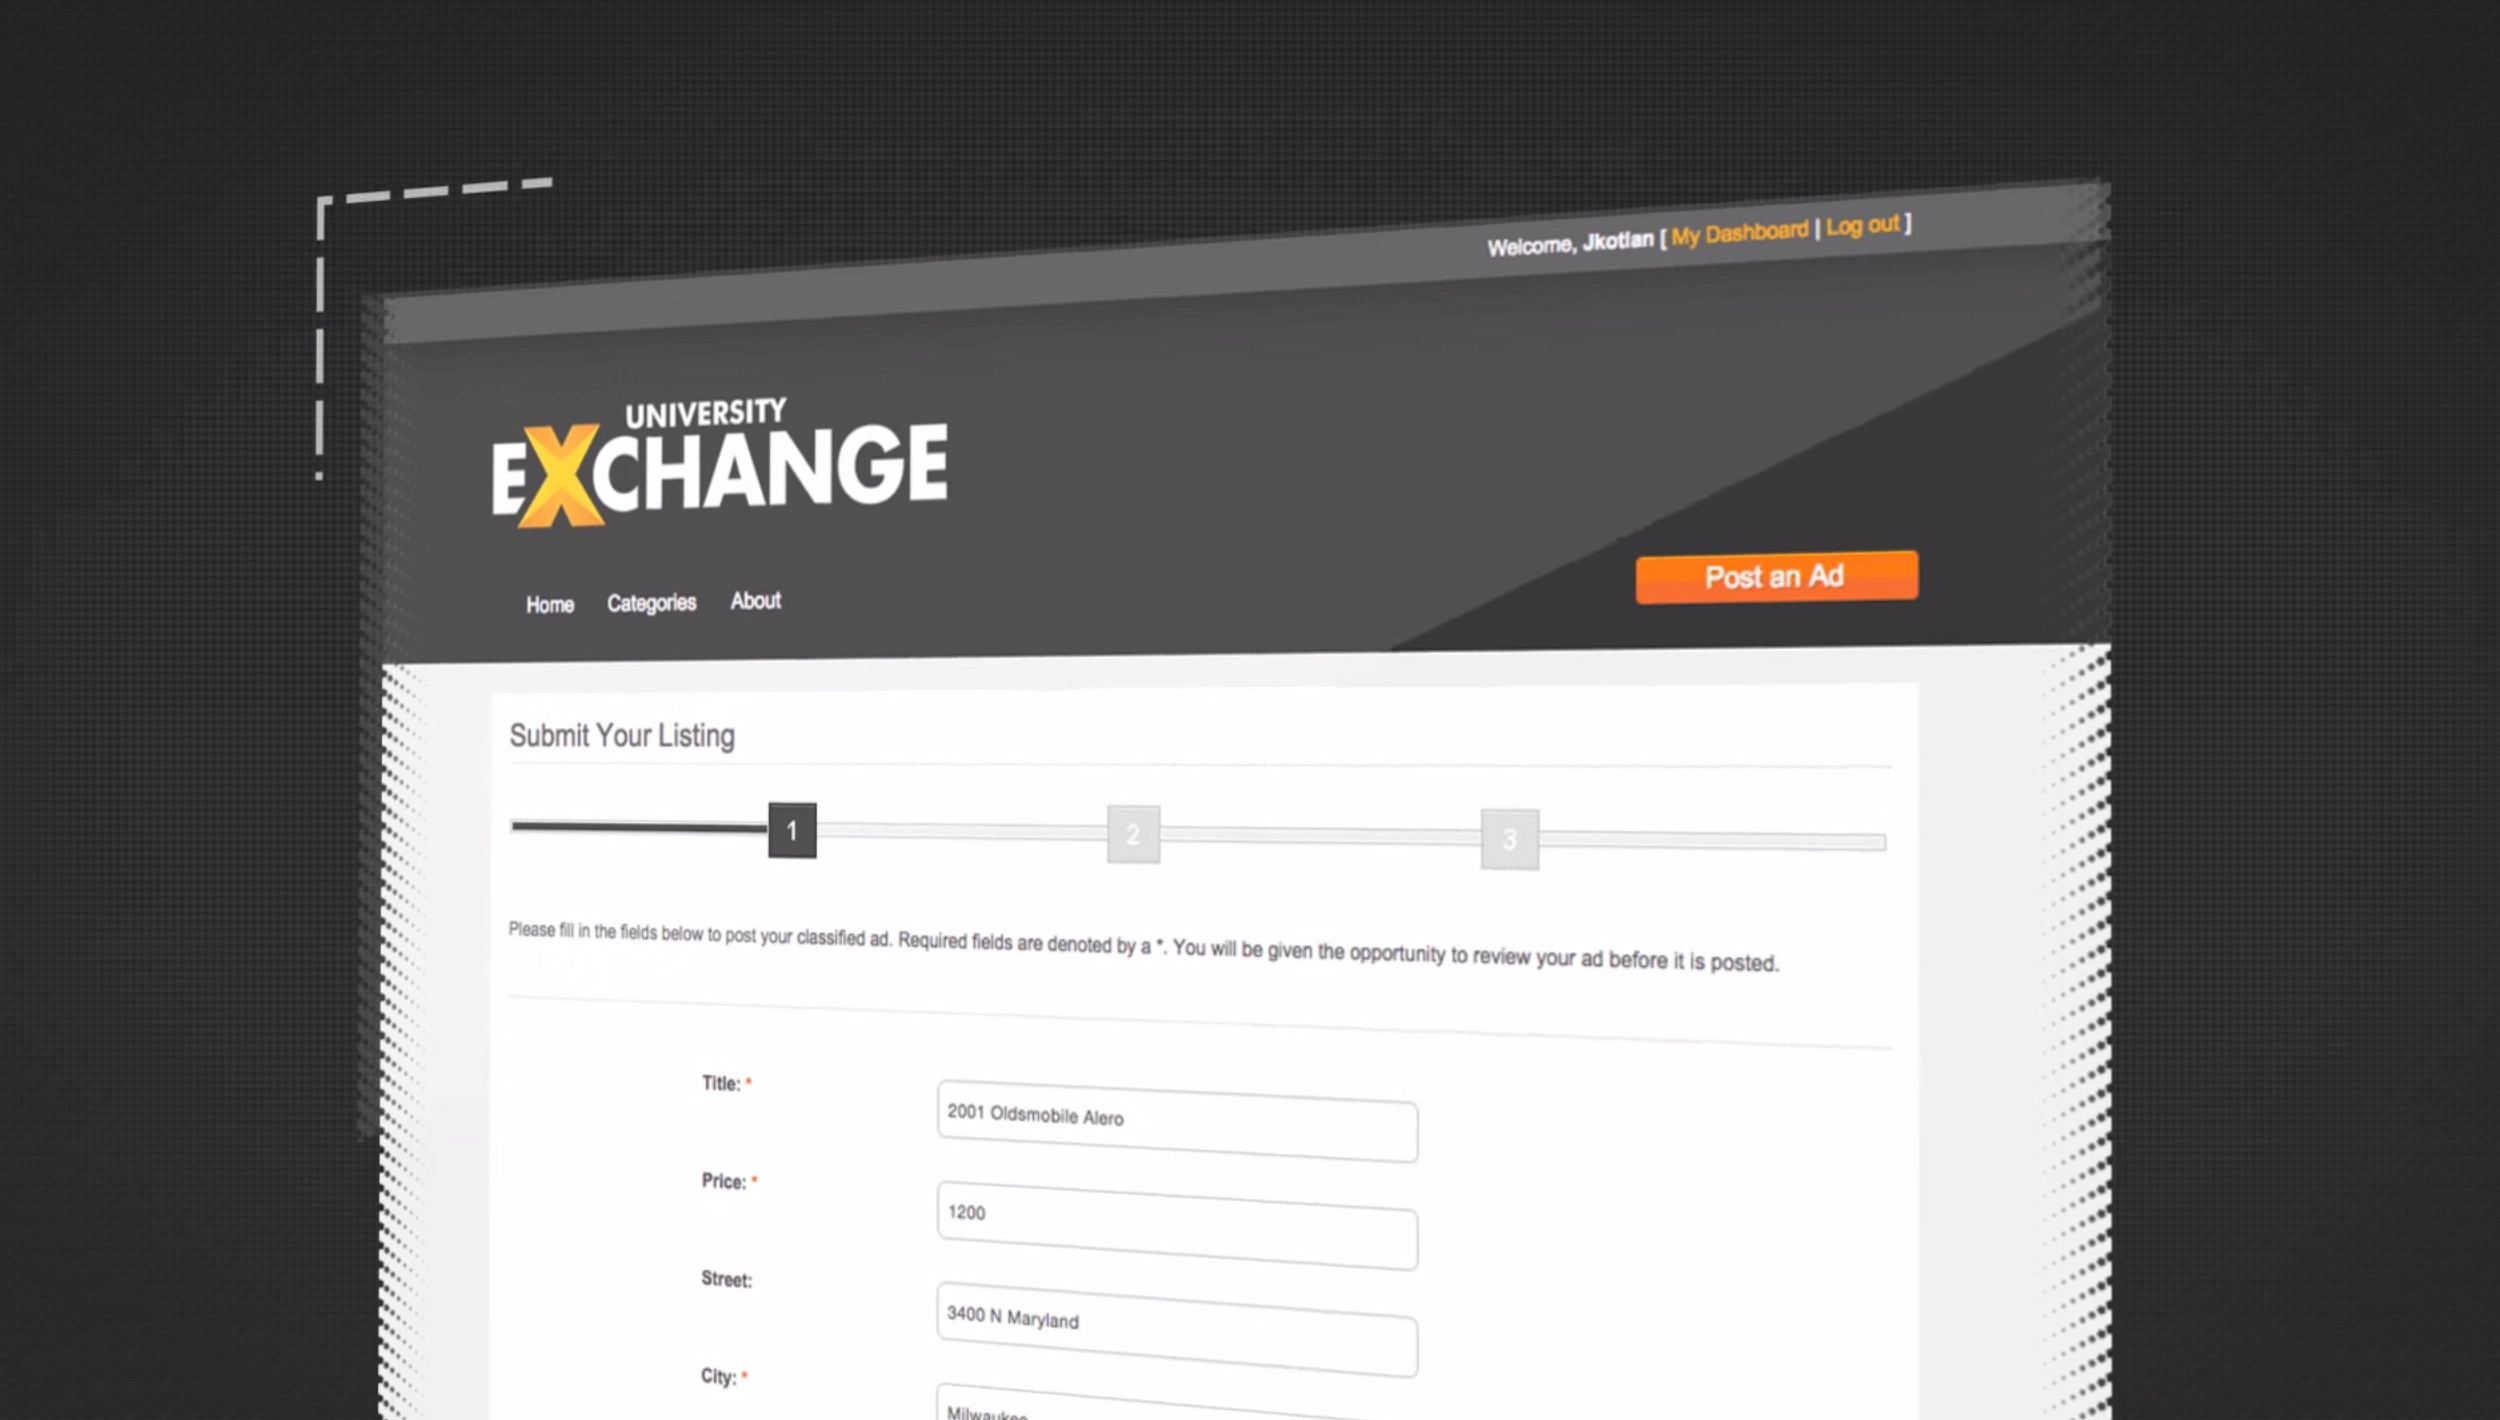 Welcome, Jkotlan [ My Dashboard | Log out ]
UNIVERSITY
EXCHANGE
Home Categories About
Post an Ad
Submit Your Listing
1 2 3
Please fill in the fields below to post your classified ad. Required fields are denoted by a *. You will be given the opportunity to review your ad before it is posted.
Title: *
2001 Oldsmobile Alero
Price: *
1200
Street:
3400 N Maryland
City: *
Milwaukee